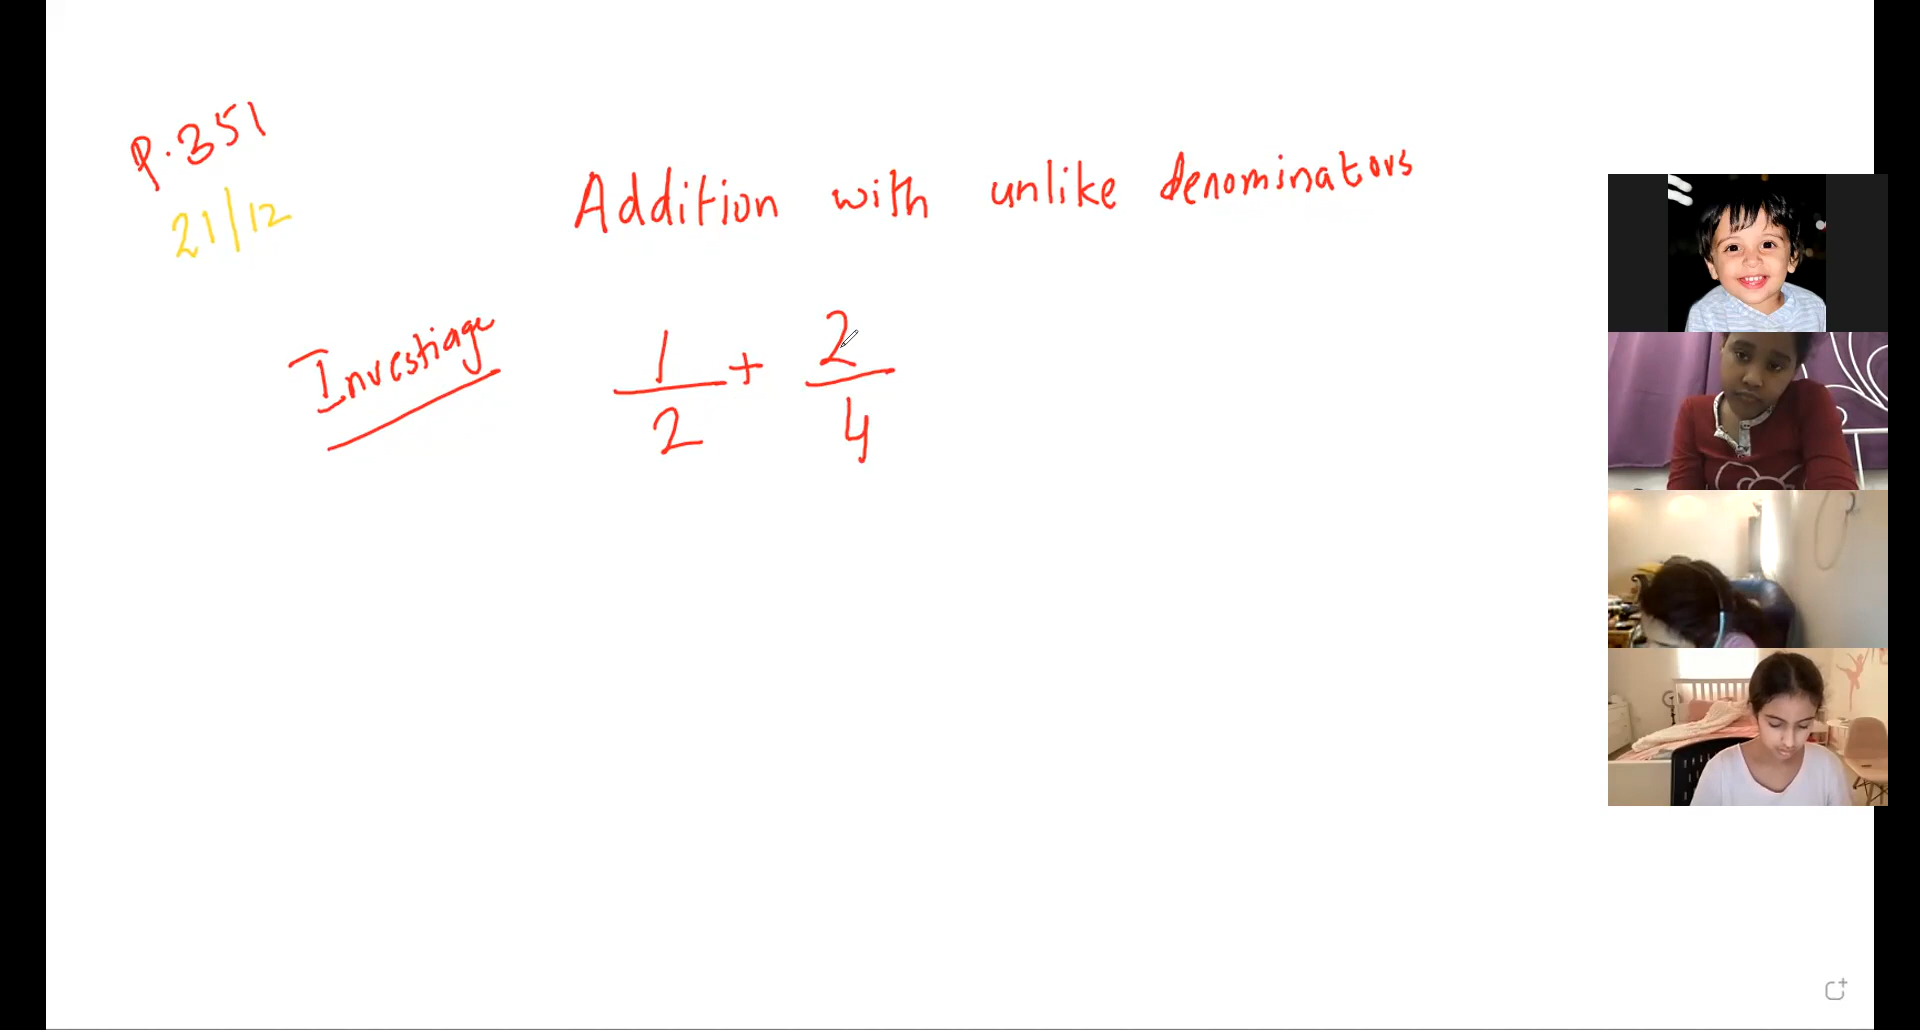 P.351
21/12
Addition with unlike denominators
Investiage
1/2 + 2/4